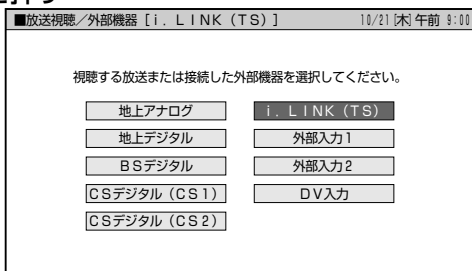 ■放送視聴／外部機器［ｉ．ＬＩＮＫ（ＴＳ）］ 10/21[木]午前 9:00
視聴する放送または接続した外部機器を選択してください。
地上アナログ
地上デジタル
ＢＳデジタル
ＣＳデジタル（ＣＳ１）
ＣＳデジタル（ＣＳ２）
ｉ．ＬＩＮＫ（ＴＳ）
外部入力１
外部入力２
ＤＶ入力